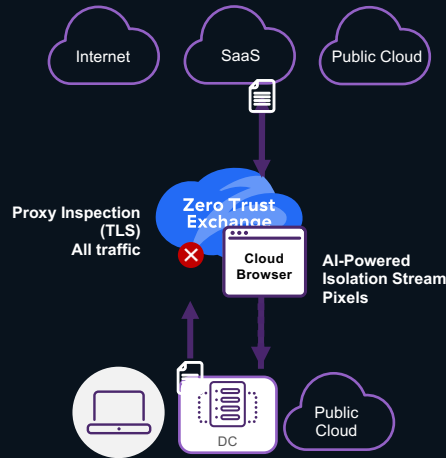 Internet
SaaS
Public Cloud
Zero Trust
Exchange
Proxy Inspection
(TLS)
All traffic
Cloud
Browser
AI-Powered
Isolation Stream
Pixels
DC
Public
Cloud